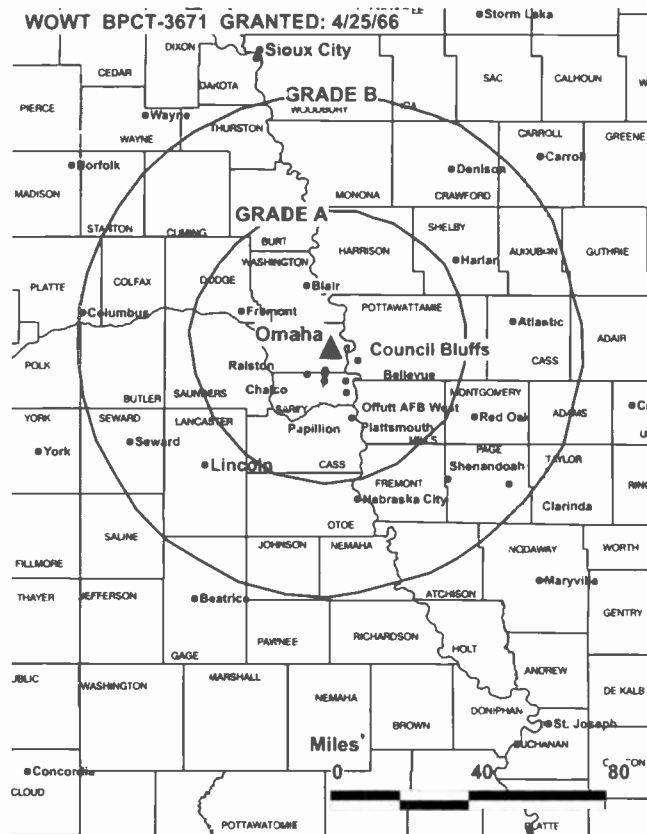 WOWT BPCT-3671 GRANTED: 4/25/66
Storm Lake
DIXON
Sioux City
CEDAR
DAKOTA
SAC
CALHOUN
PIERCE
GRADE B
WOODBURY
IDA
Wayne
WAYNE
THURSTON
CARROLL
GREENE
Carroll
Norfolk
Denison
CRAWFORD
MADISON
MONONA
STANTON
CUMING
GRADE A
SHELBY
BURT
HARRISON
AUDUBON
GUTHRIE
WASHINGTON
Harlan
PLATTE
COLFAX
DODGE
Blair
POTTAWATTAMIE
Columbus
Fremont
Atlantic
ADAIR
Omaha
Council Bluffs
CASS
POLK
Ralston
Bellevue
Chalco
BUTLER
SAUNDERS
MONTGOMERY
YORK
SEWARD
LANCASTER
SARPY
Offutt AFB West
Red Oak
ADAMS
Papillion
Plattsmouth
MILLS
York
Seward
Lincoln
CASS
PAGE
Shenandoah
TAYLOR
FREMONT
Nebraska City
Clarinda
OTOE
SALINE
JOHNSON
NEMAHA
NODAWAY
WORTH
FILLMORE
Maryville
THAYER
JEFFERSON
Beatrice
ATCHISON
GENTRY
PAWNEE
RICHARDSON
HOLT
GAGE
ANDREW
UBLIC
WASHINGTON
MARSHALL
NEMAHA
DE KALB
DONIPHAN
BROWN
St. Joseph
BUCHANAN
Miles
Concordia
0 40 80
CLOUD
POTTAWATOMIE
PLATTE